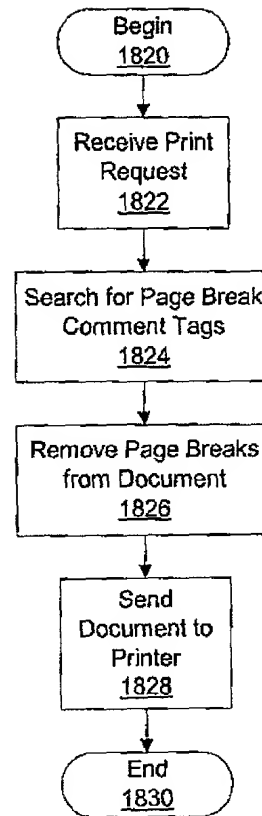 Begin
1820
Receive Print
Request
1822
Search for Page Break
Comment Tags
1824
Remove Page Breaks
from Document
1826
Send
Document to
Printer
1828
End
1830